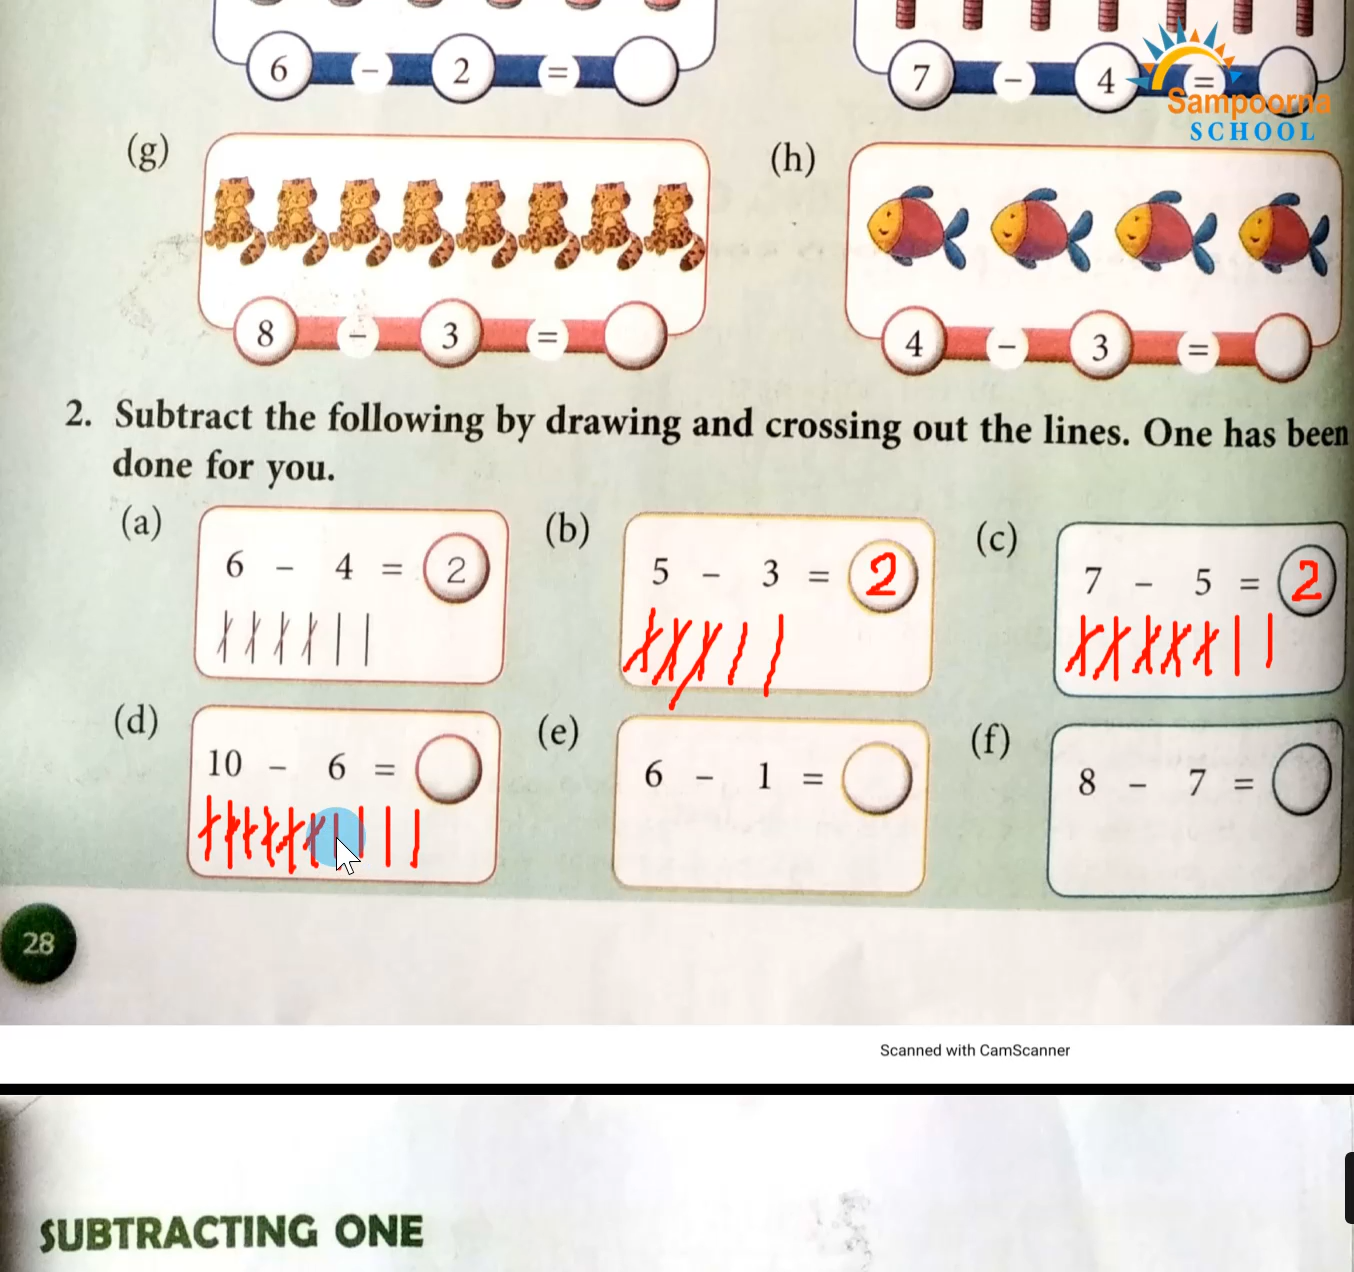 6 - 2 =
7 - 4 =
Sampoorna
SCHOOL
(g)
8 - 3 =
(h)
4 - 3 =
2. Subtract the following by drawing and crossing out the lines. One has been
done for you.
(a)
6 - 4 = 2
(b)
5 - 3 = 2
(c)
7 - 5 = 2
(d)
10 - 6 =
(e)
6 - 1 =
(f)
8 - 7 =
28
Scanned with CamScanner
SUBTRACTING ONE